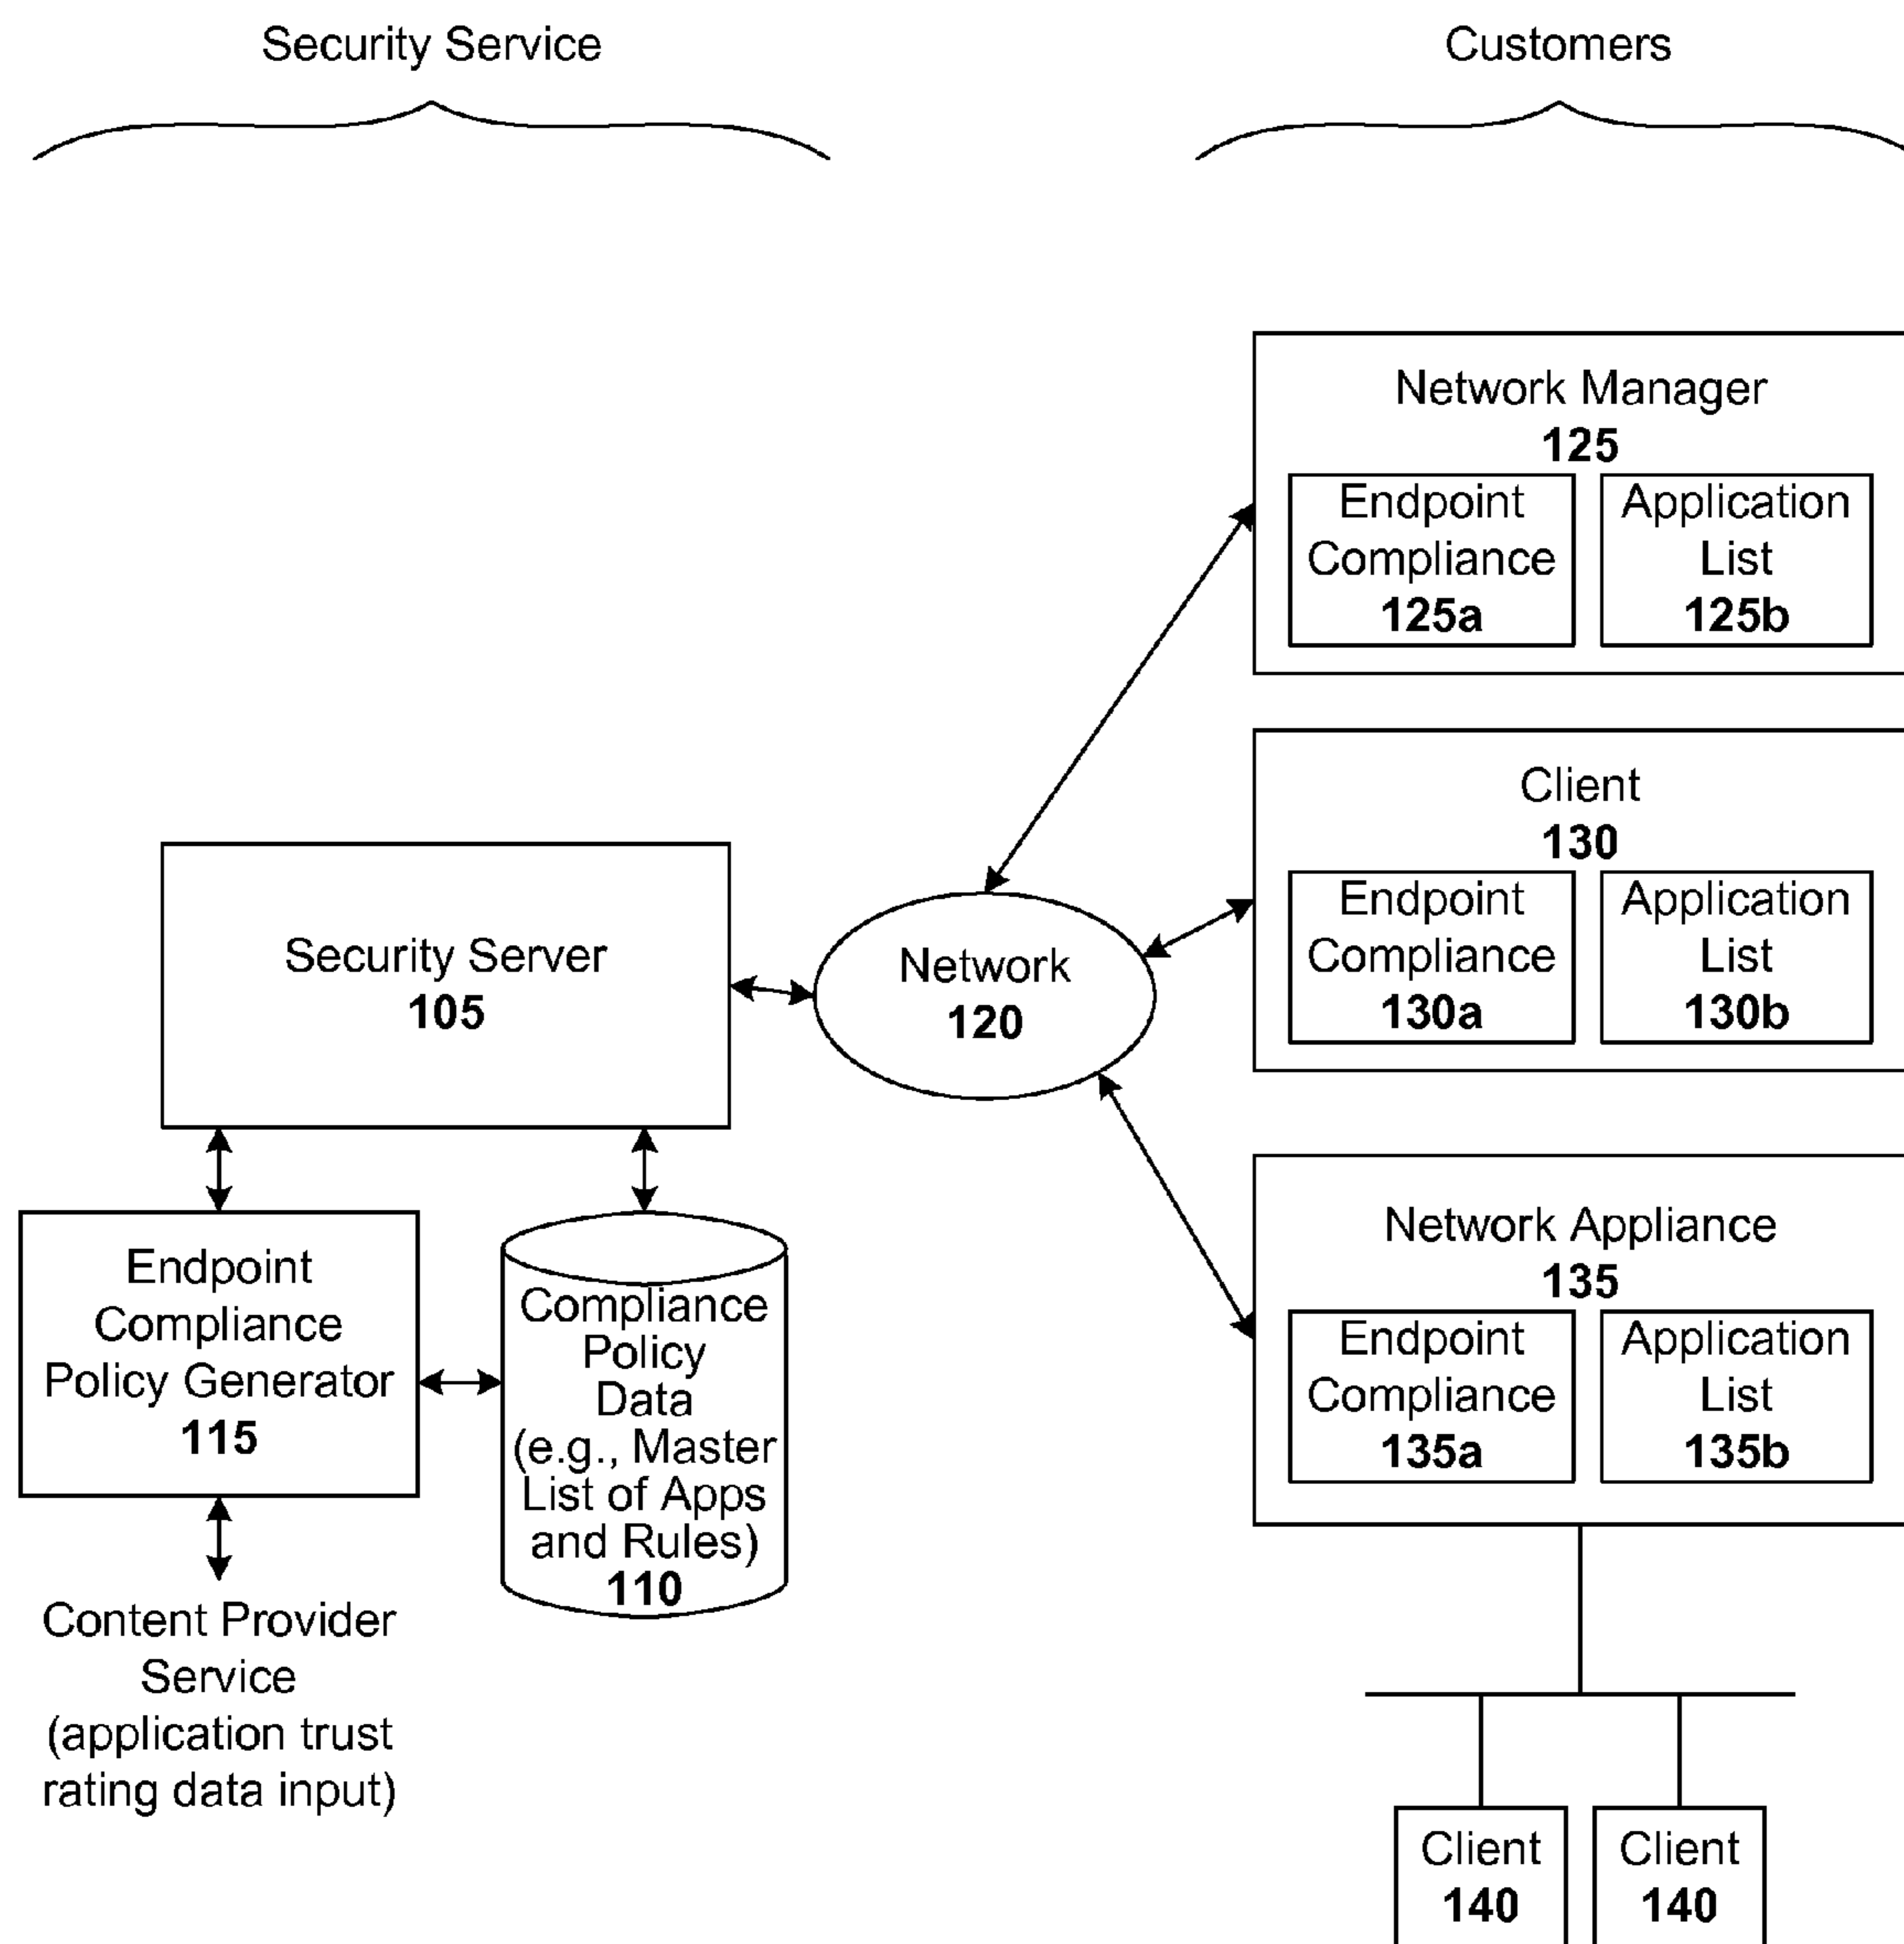 Security Service
Customers
Network Manager
125
Endpoint
Compliance
125a
Application
List
125b
Client
130
Endpoint
Compliance
130a
Application
List
130b
Security Server
105
Network
120
Network Appliance
135
Endpoint
Compliance
135a
Application
List
135b
Endpoint
Compliance
Policy Generator
115
Compliance
Policy
Data
(e.g., Master
List of Apps
and Rules)
110
Content Provider
Service
(application trust
rating data input)
Client
140
Client
140